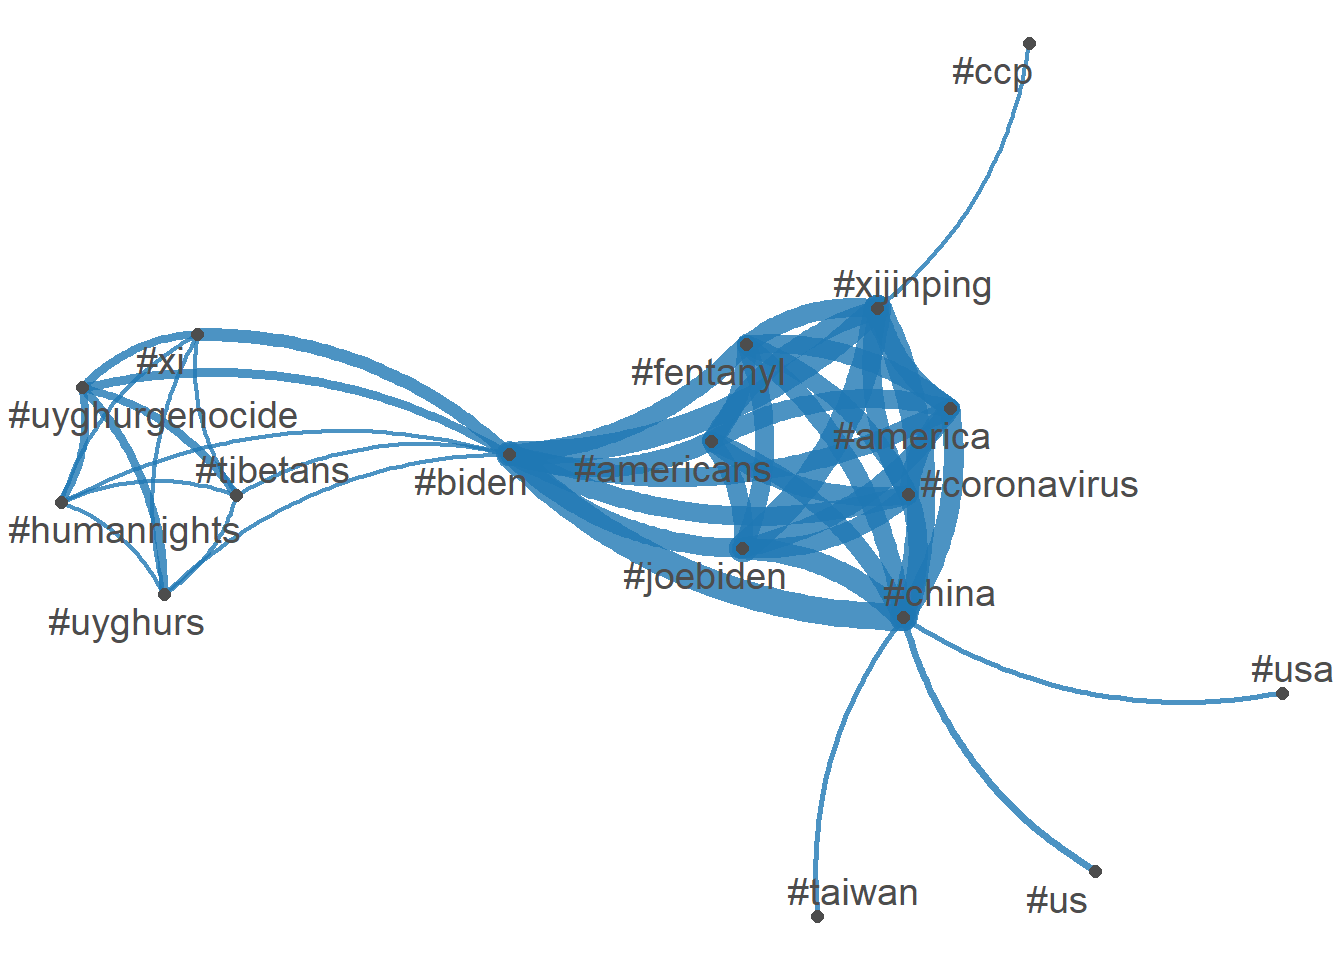 #ccp
#xijinping
#xi
#fentanyl
#uyghurgenocide
#america
#tibetans
#americans
#biden
#coronavirus
#humanrights
#joebiden
#china
#uyghurs
#usa
#taiwan
#us